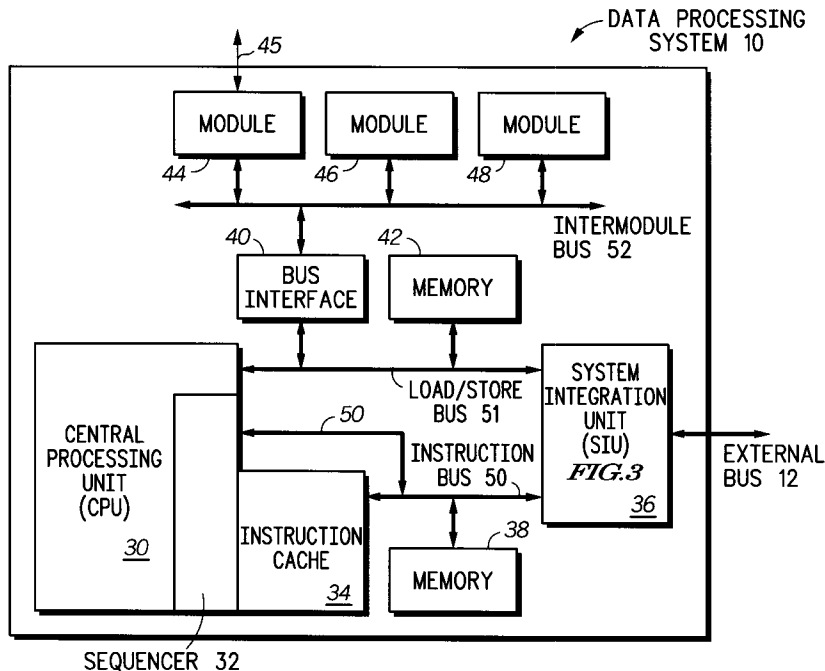 DATA PROCESSING
SYSTEM 10
45
MODULE
MODULE
MODULE
44
46
48
INTERMODULE
BUS 52
40
42
BUS
INTERFACE
MEMORY
LOAD/STORE
BUS 51
SYSTEM
INTEGRATION
UNIT
(SIU)
FIG.3
36
EXTERNAL
BUS 12
50
INSTRUCTION
BUS 50
CENTRAL
PROCESSING
UNIT
(CPU)
30
INSTRUCTION
CACHE
34
38
MEMORY
SEQUENCER 32